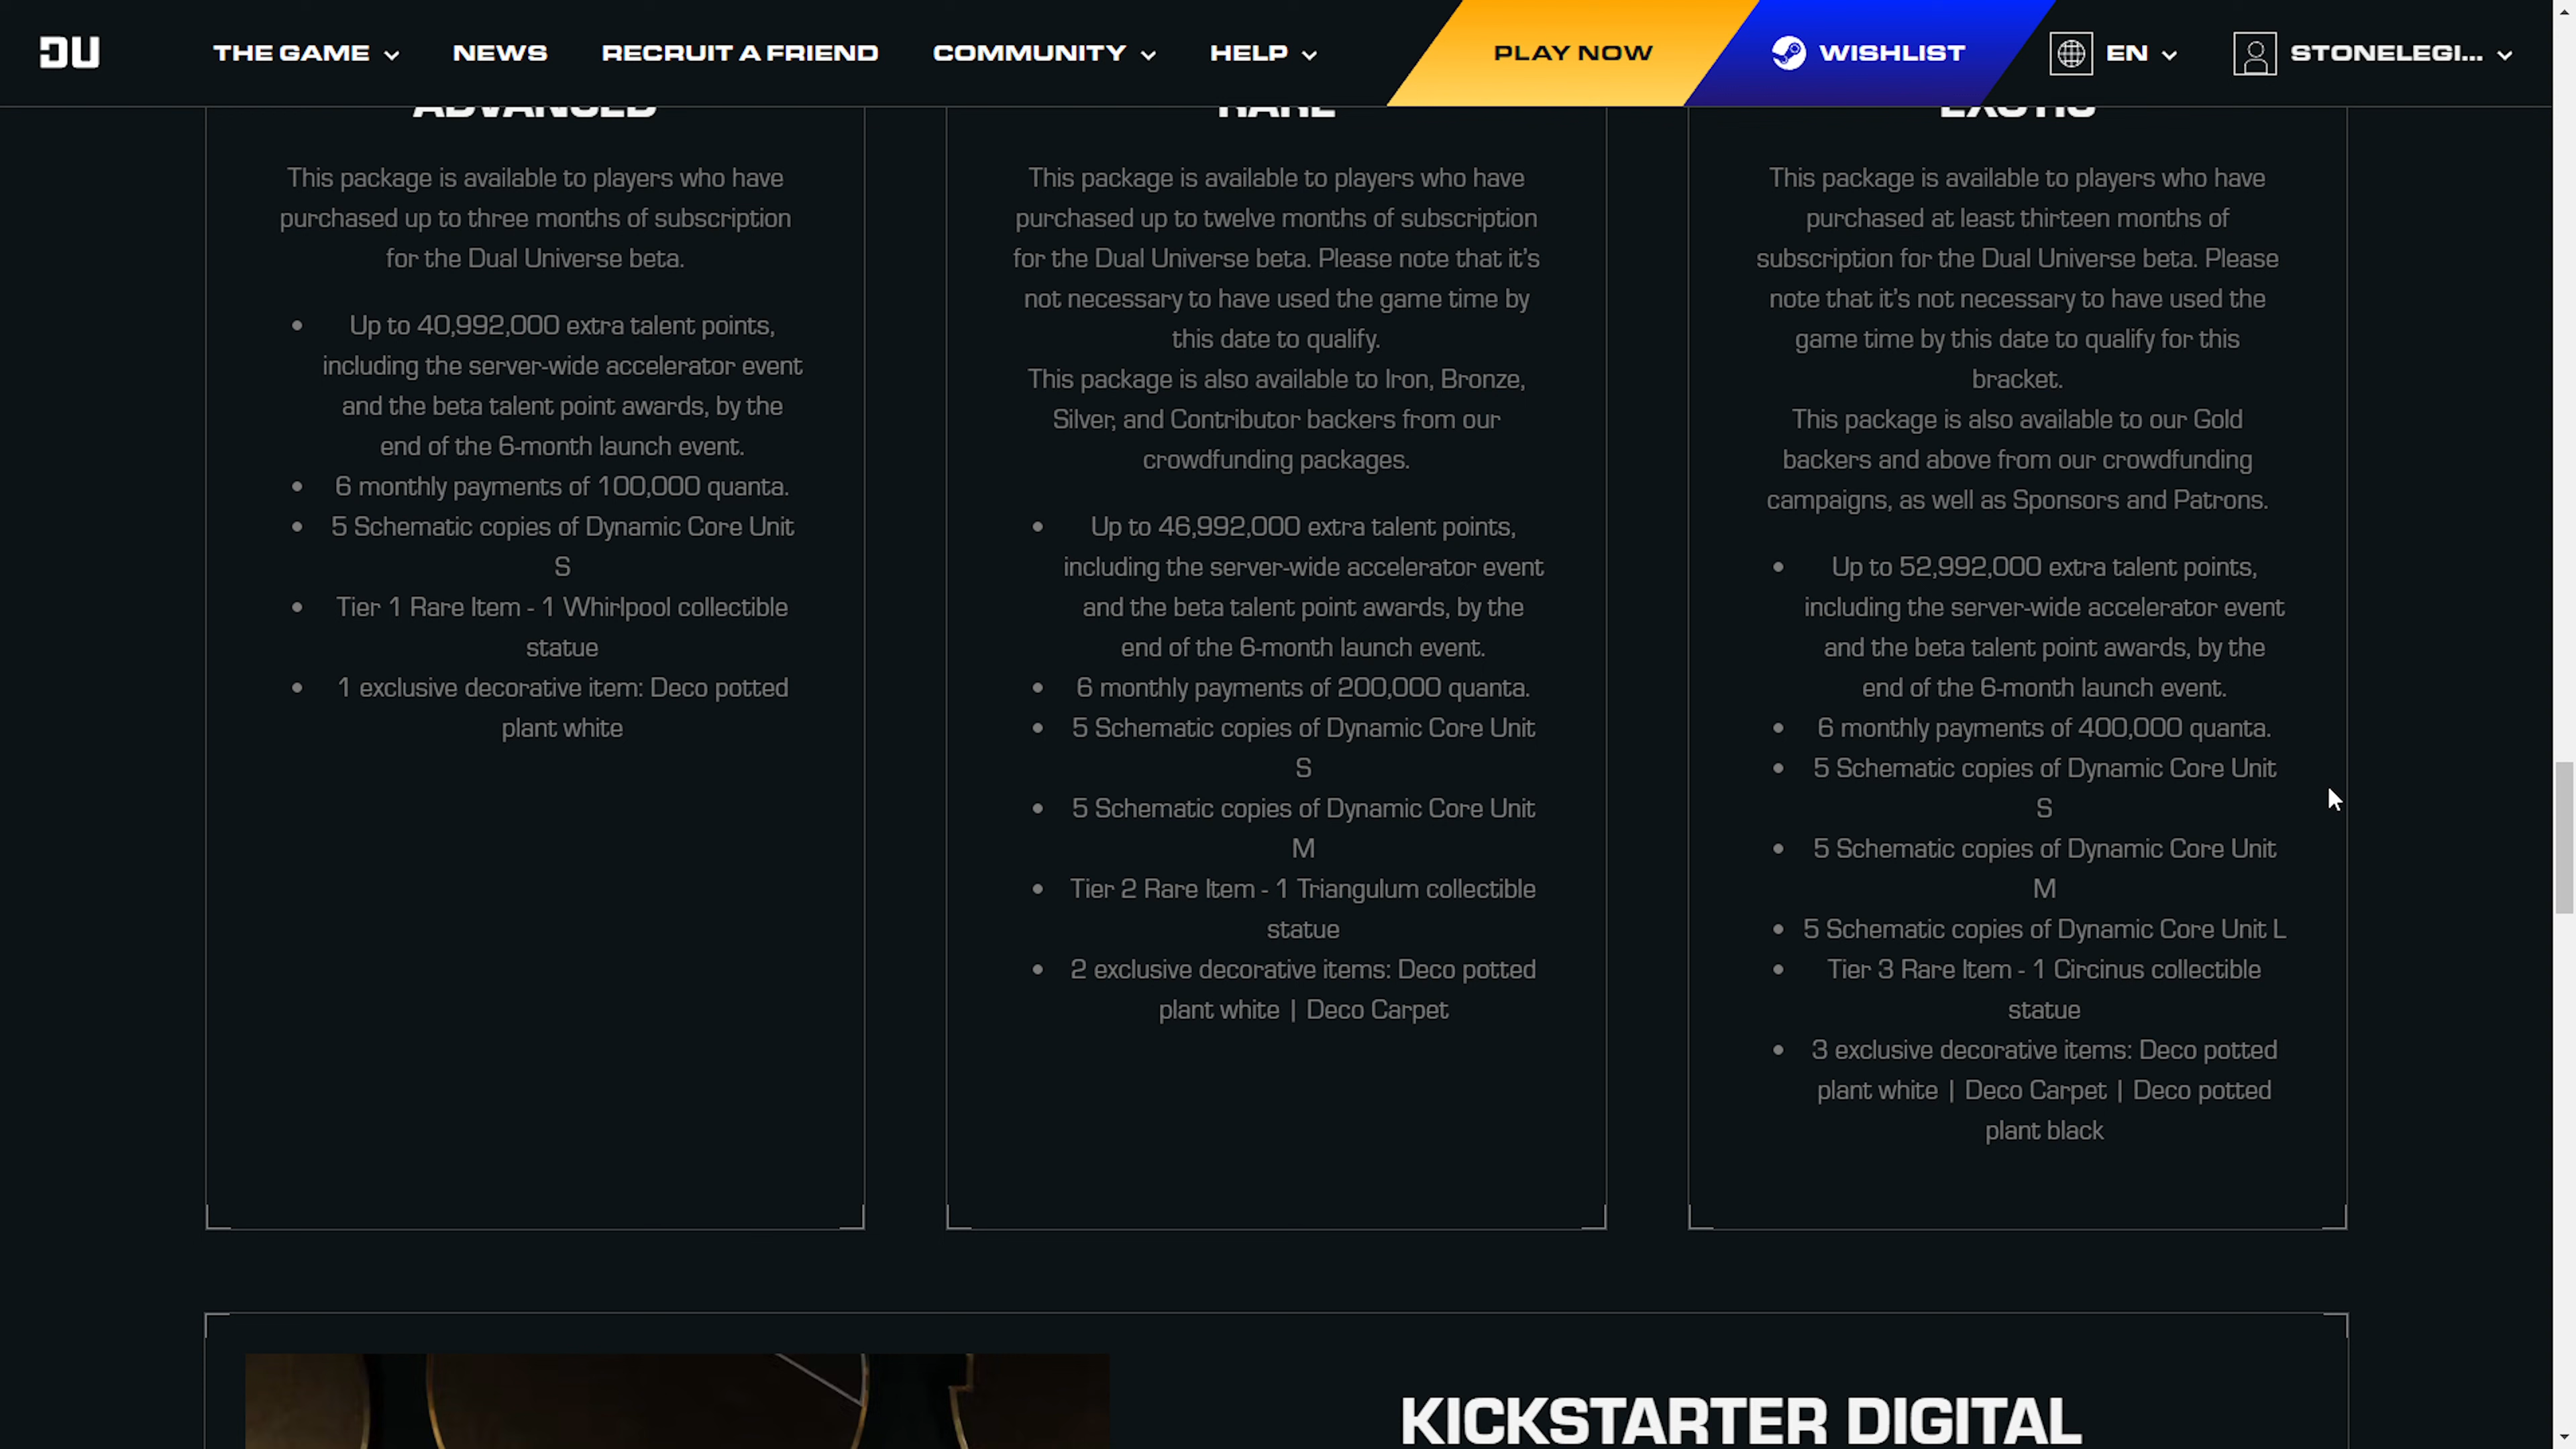 DU
THE GAME
NEWS
RECRUIT A FRIEND
COMMUNITY
HELP
PLAY NOW
WISHLIST
EN
STONELEGI...
ADVANCED
This package is available to players who have
purchased up to three months of subscription
for the Dual Universe beta.
• Up to 40,992,000 extra talent points,
including the server-wide accelerator event
and the beta talent point awards, by the
end of the 6-month launch event.
• 6 monthly payments of 100,000 quanta.
• 5 Schematic copies of Dynamic Core Unit
S
• Tier 1 Rare Item - 1 Whirlpool collectible
statue
• 1 exclusive decorative item: Deco potted
plant white
RARE
This package is available to players who have
purchased up to twelve months of subscription
for the Dual Universe beta. Please note that it's
not necessary to have used the game time by
this date to qualify.
This package is also available to Iron, Bronze,
Silver, and Contributor backers from our
crowdfunding packages.
• Up to 46,992,000 extra talent points,
including the server-wide accelerator event
and the beta talent point awards, by the
end of the 6-month launch event.
• 6 monthly payments of 200,000 quanta.
• 5 Schematic copies of Dynamic Core Unit
S
• 5 Schematic copies of Dynamic Core Unit
M
• Tier 2 Rare Item - 1 Triangulum collectible
statue
• 2 exclusive decorative items: Deco potted
plant white | Deco Carpet
EXOTIC
This package is available to players who have
purchased at least thirteen months of
subscription for the Dual Universe beta. Please
note that it's not necessary to have used the
game time by this date to qualify for this
bracket.
This package is also available to our Gold
backers and above from our crowdfunding
campaigns, as well as Sponsors and Patrons.
• Up to 52,992,000 extra talent points,
including the server-wide accelerator event
and the beta talent point awards, by the
end of the 6-month launch event.
• 6 monthly payments of 400,000 quanta.
• 5 Schematic copies of Dynamic Core Unit
S
• 5 Schematic copies of Dynamic Core Unit
M
• 5 Schematic copies of Dynamic Core Unit L
• Tier 3 Rare Item - 1 Circinus collectible
statue
• 3 exclusive decorative items: Deco potted
plant white | Deco Carpet | Deco potted
plant black
KICKSTARTER DIGITAL